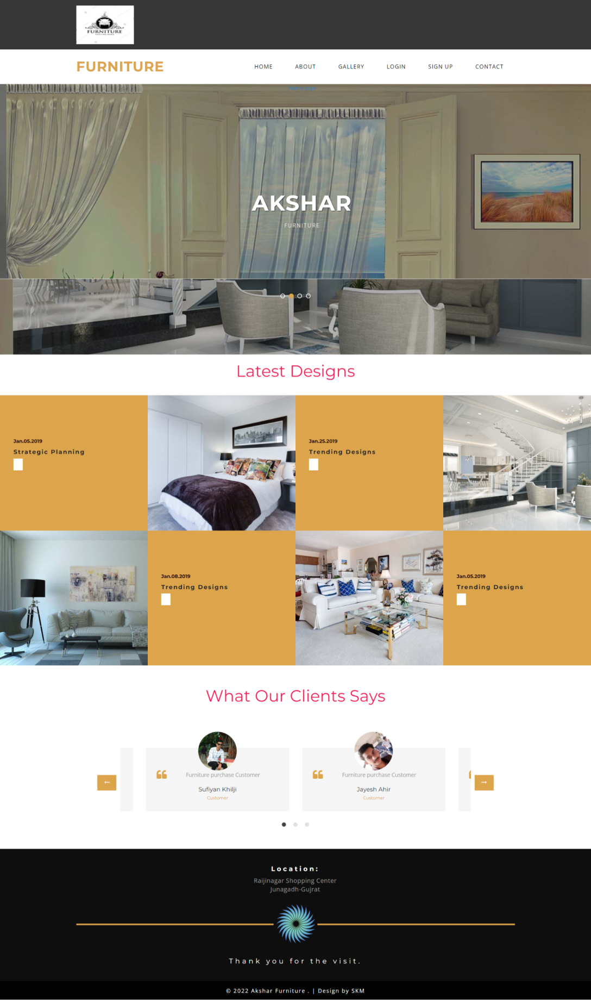 FURNITURE
FURNITURE
HOME
ABOUT
GALLERY
LOGIN
SIGN UP
CONTACT
AKSHAR
FURNITURE
Latest Designs
Jan.05.2019
Strategic Planning
Jan.25.2019
Trending Designs
Jan.08.2019
Trending Designs
Jan.05.2019
Trending Designs
What Our Clients Says
Furniture purchase Customer
Sufiyan Khilji
Customer
Furniture purchase Customer
Jayesh Ahir
Customer
Location:
Raijinagar Shopping Center
Junagadh-Gujrat
Thank you for the visit.
© 2022 Akshar Furniture . | Design by SKM